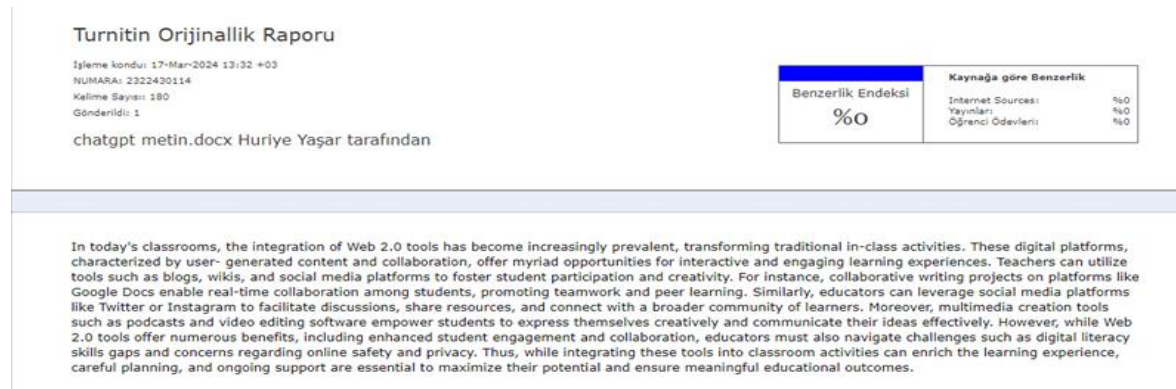 Turnitin Orijinallik Raporu
İşleme kondu: 17-Mar-2024 13:32 +03
NUMARA: 2322430114
Kelime Sayısı: 180
Gönderildi: 1
chatgpt metin.docx Huriye Yaşar tarafından
Benzerlik Endeksi
%0
Kaynağa göre Benzerlik
Internet Sources: %0
Yayınlar: %0
Öğrenci Ödevleri: %0
In today's classrooms, the integration of Web 2.0 tools has become increasingly prevalent, transforming traditional in-class activities. These digital platforms,
characterized by user- generated content and collaboration, offer myriad opportunities for interactive and engaging learning experiences. Teachers can utilize
tools such as blogs, wikis, and social media platforms to foster student participation and creativity. For instance, collaborative writing projects on platforms like
Google Docs enable real-time collaboration among students, promoting teamwork and peer learning. Similarly, educators can leverage social media platforms
like Twitter or Instagram to facilitate discussions, share resources, and connect with a broader community of learners. Moreover, multimedia creation tools
such as podcasts and video editing software empower students to express themselves creatively and communicate their ideas effectively. However, while Web
2.0 tools offer numerous benefits, including enhanced student engagement and collaboration, educators must also navigate challenges such as digital literacy
skills gaps and concerns regarding online safety and privacy. Thus, while integrating these tools into classroom activities can enrich the learning experience,
careful planning, and ongoing support are essential to maximize their potential and ensure meaningful educational outcomes.